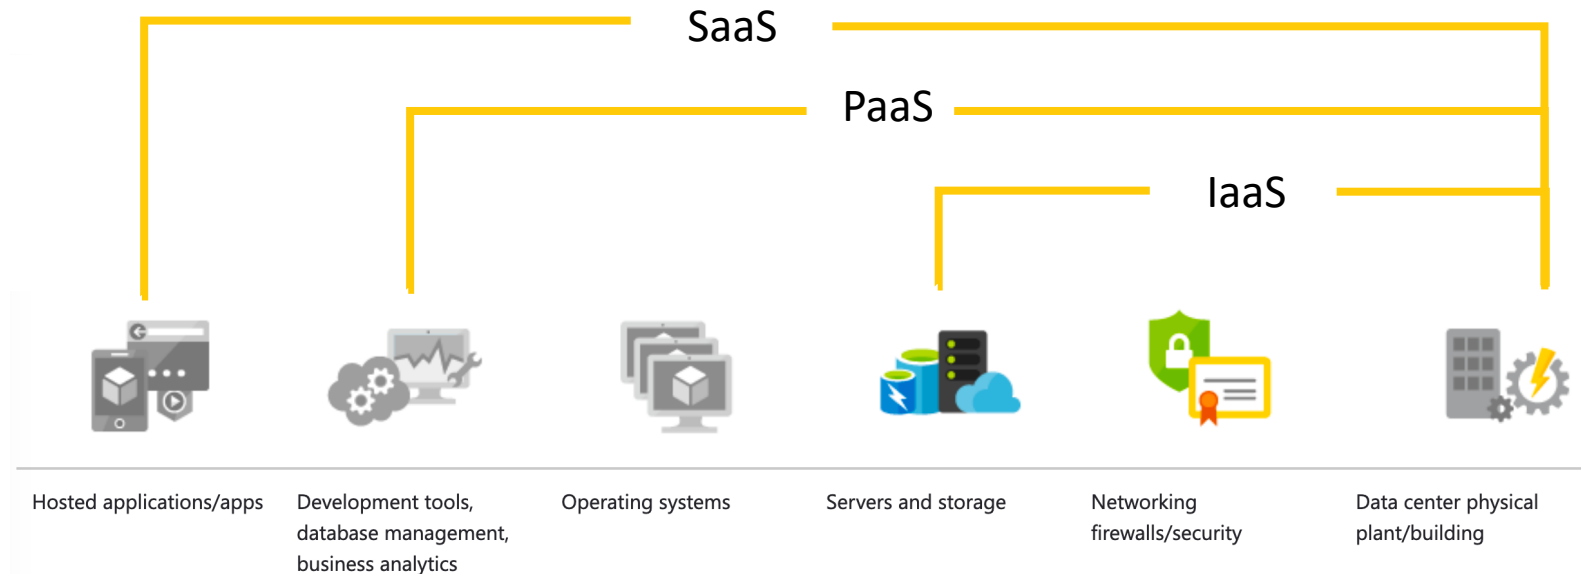 SaaS
PaaS
IaaS
Hosted applications/apps
Development tools,
database management,
business analytics
Operating systems
Servers and storage
Networking
firewalls/security
Data center physical
plant/building